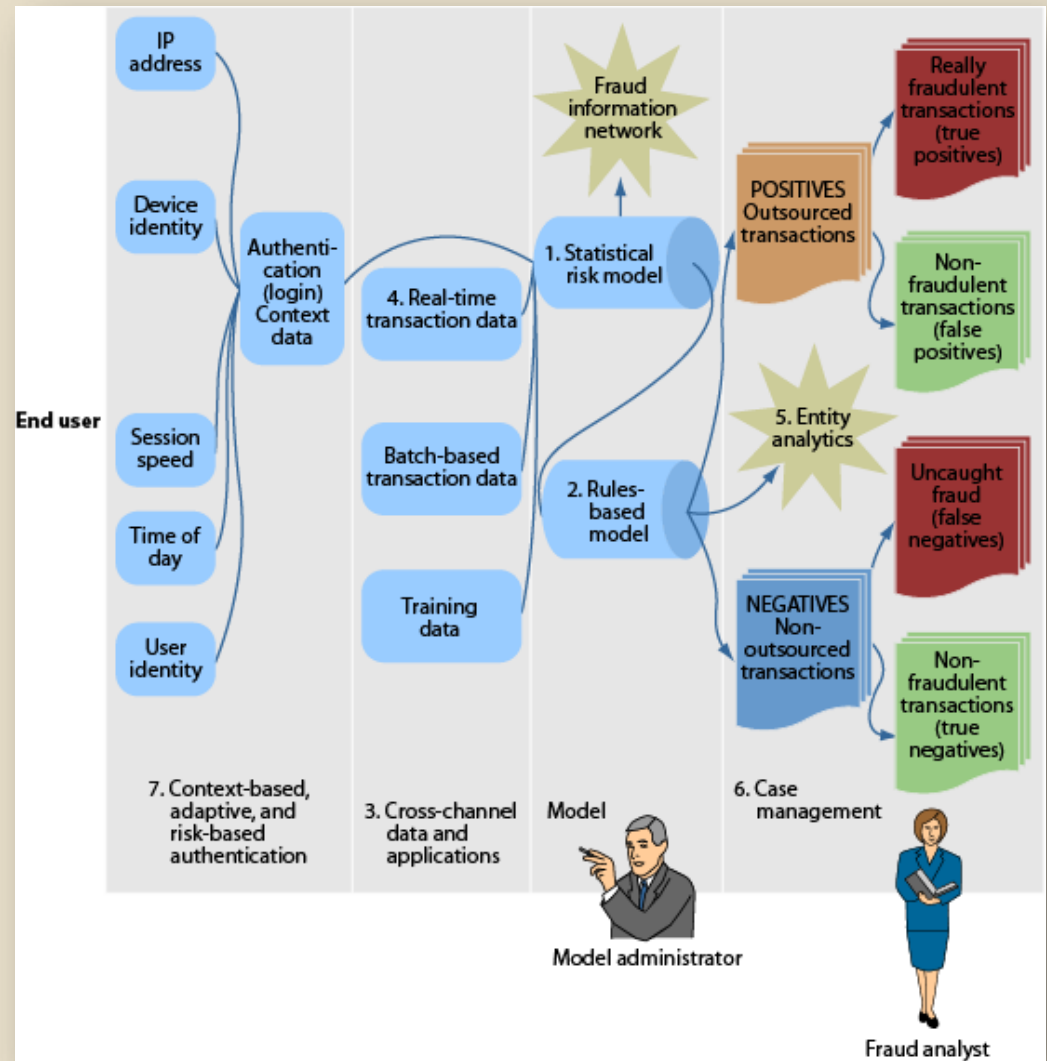 IP
address
Device
identity
Authenti-
cation
(login)
Context
data
End user
Session
speed
Time of
day
User
identity
7. Context-based,
adaptive, and
risk-based
authentication
4. Real-time
transaction data
Batch-based
transaction data
Training
data
3. Cross-channel
data and
applications
Fraud
information
network
1. Statistical
risk model
2. Rules-
based
model
Model
Model administrator
POSITIVES
Outsourced
transactions
5. Entity
analytics
NEGATIVES
Non-
outsourced
transactions
6. Case
management
Really
fraudulent
transactions
(true
positives)
Non-
fraudulent
transactions
(false
positives)
Uncaught
fraud
(false
negatives)
Non-
fraudulent
transactions
(true
negatives)
Fraud analyst